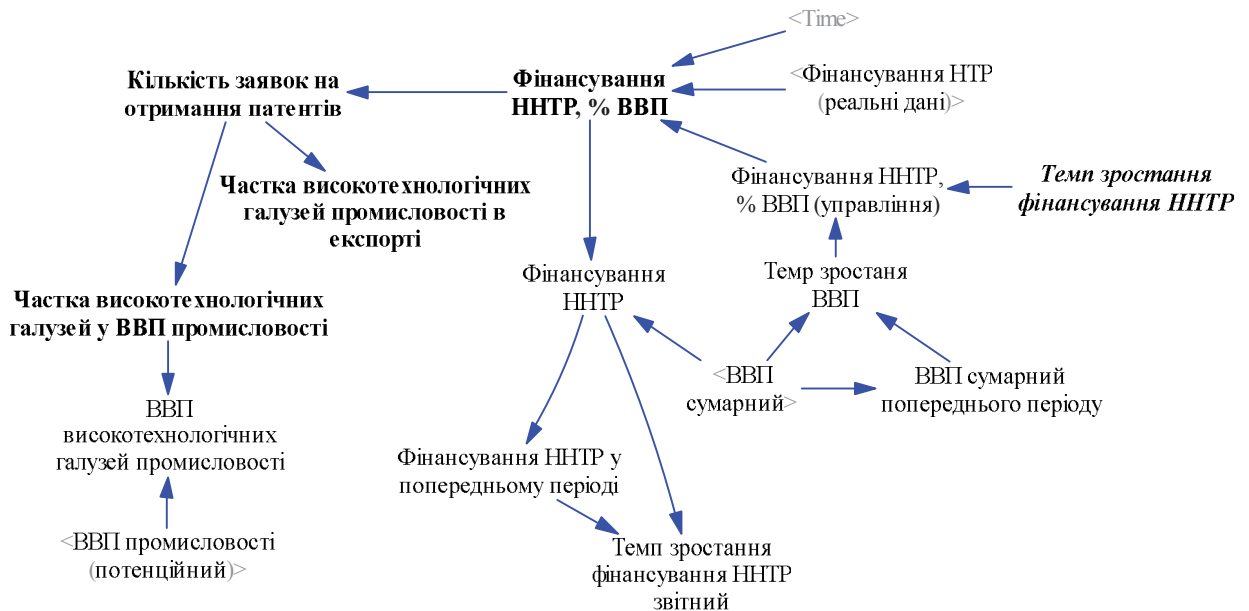 <Time>
Кількість заявок на
отримання патентів
Фінансування
ННТР, % ВВП
<Фінансування НТР
(реальні дані)>
Частка високотехнологічних
галузей промисловості в
експорті
Фінансування ННТР,
% ВВП (управління)
Темп зростання
фінансування ННТР
Частка високотехнологічних
галузей у ВВП промисловості
Фінансування
ННТР
Темр зростаня
ВВП
<ВВП
сумарний>
ВВП сумарний
попереднього періоду
ВВП
високотехнологічних
галузей промисловості
Фінансування ННТР у
попередньому періоді
<ВВП промисловості
(потенційний)>
Темп зростання
фінансування ННТР
звітний